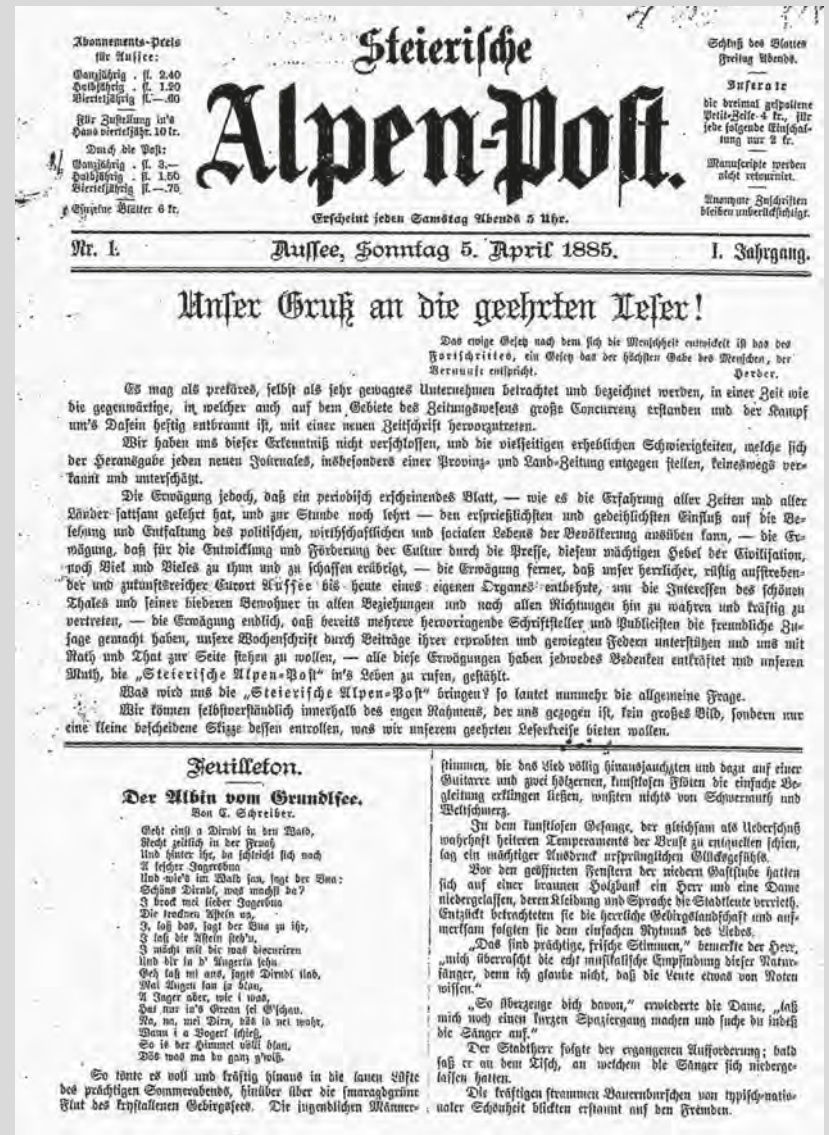 Abonnements-Preis
für Aussee:
Ganzjährig . fl. 2.40
Halbjährig . fl. 1.20
Vierteljährig fl.—.60
Für Zustellung in's
Haus vierteljähr. 10 kr.
Durch die Post:
Ganzjährig . fl. 3.—
Halbjährig . fl. 1.50
Vierteljährig fl.—.75
Einzelne Blätter 6 kr.
Steierische
Alpen-Post.
Erscheint jeden Samstag Abends 5 Uhr.
Schluß des Blattes
Freitag Abends.
Inserate
die dreimal gespaltene
Petit-Zeile 4 kr., für
jede folgende Einschal-
tung nur 2 kr.
Manuscripte werden
nicht retournirt.
Anonyme Zuschriften
bleiben unberücksichtigt.
Nr. 1.
Aussee, Sonntag 5. April 1885.
I. Jahrgang.
Unser Gruß an die geehrten Leser!
Das ewige Gesetz nach dem sich die Menschheit entwickelt ist das des
Fortschrittes, ein Gesetz das der höchsten Gabe des Menschen, der
Vernunft entspricht. Herder.
Es mag als prekäres, selbst als sehr gewagtes Unternehmen betrachtet und bezeichnet werden, in einer Zeit wie
die gegenwärtige, in welcher auch auf dem Gebiete des Zeitungswesens große Concurrenz erstanden und der Kampf
um's Dasein heftig entbrannt ist, mit einer neuen Zeitschrift hervorzutreten.
Wir haben uns dieser Erkenntniß nicht verschlossen, und die vielseitigen erheblichen Schwierigkeiten, welche sich
der Herausgabe jeden neuen Journales, insbesonders einer Provinz- und Land-Zeitung entgegen stellen, keineswegs ver-
kannt und unterschätzt.
Die Erwägung jedoch, daß ein periodisch erscheinendes Blatt, — wie es die Erfahrung aller Zeiten und aller
Länder sattsam gelehrt hat, und zur Stunde noch lehrt — den ersprießlichsten und gedeihlichsten Einfluß auf die Be-
lehung und Entfaltung des politischen, wirthschaftlichen und socialen Lebens der Bevölkerung ausüben kann, — die Er-
wägung, daß für die Entwicklung und Förderung der Cultur durch die Presse, diesem mächtigen Hebel der Civilisation,
noch Viel und Vieles zu thun und zu schaffen erübrigt, — die Erwägung ferner, daß unser herrlicher, rüstig aufstreben-
der und zukunftsreicher Curort Aussee bis heute eines eigenen Organes entbehrte, um die Interessen des schönen
Thales und seiner biederen Bewohner in allen Beziehungen und nach allen Richtungen hin zu wahren und kräftig zu
vertreten, — die Erwägung endlich, daß bereits mehrere hervorragende Schriftsteller und Publicisten die freundliche Zu-
sage gemacht haben, unsere Wochenschrift durch Beiträge ihrer erprobten und gewiegten Federn unterstützen und uns mit
Rath und That zur Seite stehen zu wollen, — alle diese Erwägungen haben jedwedes Bedenken entkräftet und unseren
Muth, die „Steierische Alpen-Post" in's Leben zu rufen, gestählt.
Was wird uns die „Steierische Alpen-Post" bringen? so lautet nunmehr die allgemeine Frage.
Wir können selbstverständlich innerhalb des engen Rahmens, der uns gezogen ist, kein großes Bild, sondern nur
eine kleine bescheidene Skizze dessen entrollen, was wir unserem geehrten Leserkreise bieten wollen.
Feuilleton.
Der Albin vom Grundlsee.
Von C. Schreiber.
Geht einst a Dirndl in den Wald,
Recht zeitlich in der Fruah
Und hinter ihr, da schleicht sich nach
A fescher Jagersbua
Und wie's im Wald san, sagt der Bua:
Schöns Dirndl, was machst da?
I brock mei lieber Jagerbua
Die trocknen Astein an,
J, laß das, sagt der Bua zu ihr,
J laß die Astein steh'n,
I möcht mit dir was discuriren
Und dir in d' Augerln sehn.
Geh laß mi aus, sagts Dirndl liab,
Mai Augen san ja blau,
A Jager aber, wie i was,
Hat nur in's Greau sei G'schau.
Na, na, mei Dirn, dös is net wahr,
Wann i a Vogerl schieß,
So is der Himmel völli blau,
Dös was ma do ganz g'wiß.
So tönte es voll und kräftig hinaus in die lauen Lüfte
des prächtigen Sommerabends, hinüber über die smaragdgrüne
Flut des krystallenen Gebirgssees. Die jugendlichen Männer-
stimmen, die das Lied völlig hinausjauchzten und dazu auf einer
Guitarre und zwei hölzernen, kunstlosen Flöten die einfache Be-
gleitung erklingen ließen, wußten nichts von Schwermuth und
Weltschmerz.
In dem kunstlosen Gesange, der gleichsam als Ueberschuß
wahrhaft heiteren Temperaments der Brust zu entquellen schien,
lag ein mächtiger Ausdruck ursprünglichen Glücksgefühls.
Vor den geöffneten Fenstern der niedern Gaststube hatten
sich auf einer braunen Holzbank ein Herr und eine Dame
niedergelassen, deren Kleidung und Sprache die Stadtleute verrieth.
Entzückt betrachteten sie die herrliche Gebirgslandschaft und auf-
merksam folgten sie dem einfachen Rytmus des Liedes.
„Das sind prächtige, frische Stimmen," bemerkte der Herr,
„mich überrascht die echt musikalische Empfindung dieser Natur-
sänger, denn ich glaube nicht, daß die Leute etwas von Noten
wissen."
„So überzeuge dich davon," erwiederte die Dame, „laß
mich noch einen kurzen Spaziergang machen und suche du indeß
die Sänger auf."
Der Stadtherr folgte der ergangenen Aufforderung; bald
saß er an dem Tisch, an welchem die Sänger sich niederge-
lassen hatten.
Die kräftigen strammen Bauernburschen von typisch-natio-
naler Schönheit blickten erstaunt auf den Fremden.